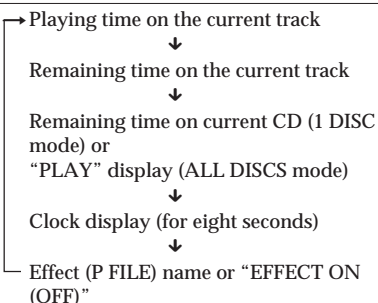 Playing time on the current track
Remaining time on the current track
Remaining time on current CD (1 DISC
mode) or
“PLAY” display (ALL DISCS mode)
Clock display (for eight seconds)
Effect (P FILE) name or “EFFECT ON
(OFF)”